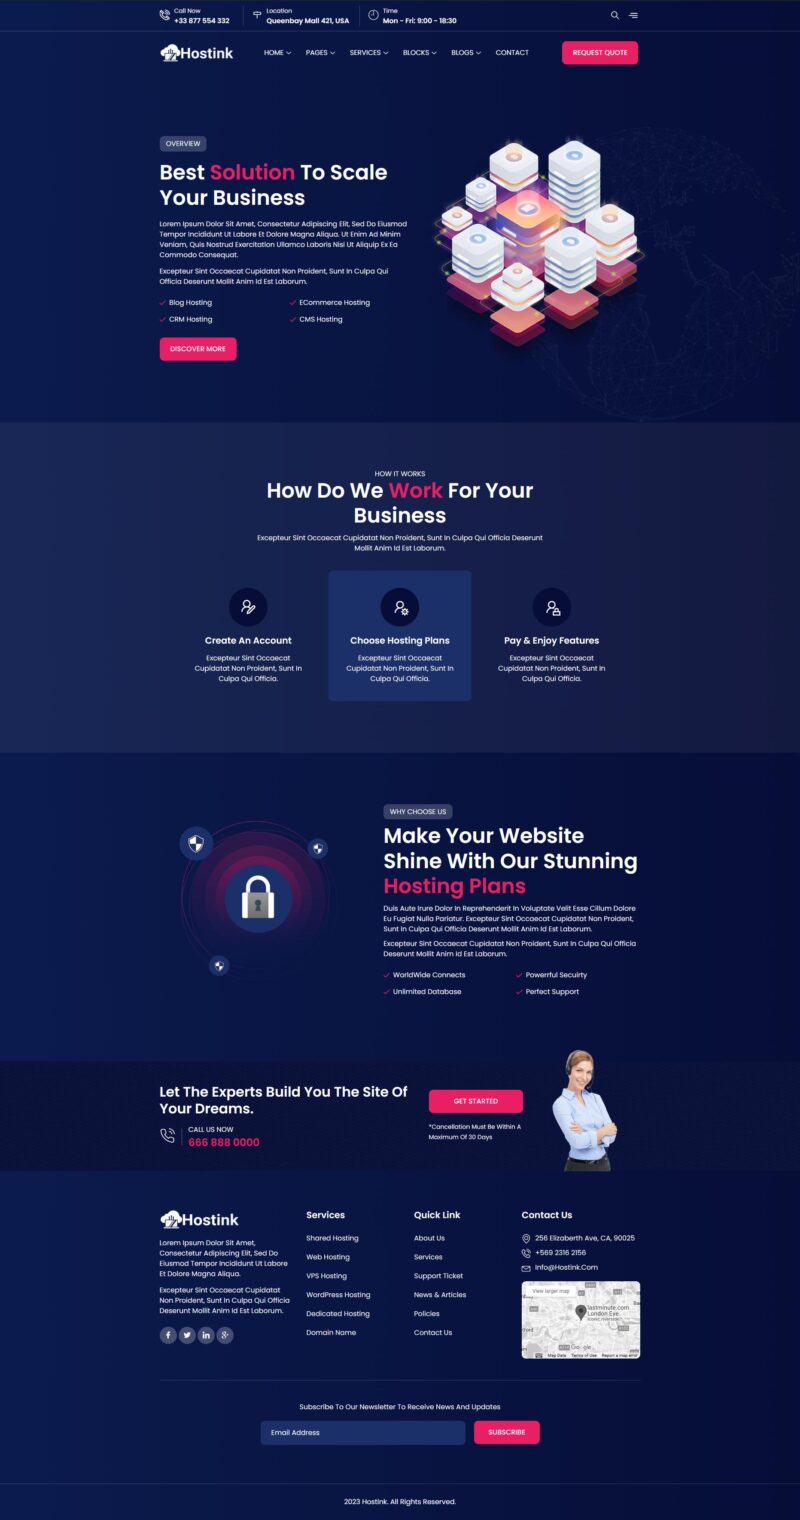 Call Now
+33 877 554 332
Location
Queenbay Mall 421, USA
Time
Mon - Fri: 9:00 - 18:30
Hostink
HOME
PAGES
SERVICES
BLOCKS
BLOGS
CONTACT
REQUEST QUOTE
OVERVIEW
Best Solution To Scale
Your Business
Lorem Ipsum Dolor Sit Amet, Consectetur Adipiscing Elit, Sed Do Eiusmod
Tempor Incididunt Ut Labore Et Dolore Magna Aliqua. Ut Enim Ad Minim
Veniam, Quis Nostrud Exercitation Ullamco Laboris Nisi Ut Aliquip Ex Ea
Commodo Consequat.
Excepteur Sint Occaecat Cupidatat Non Proident, Sunt In Culpa Qui
Officia Deserunt Mollit Anim Id Est Laborum.
Blog Hosting
ECommerce Hosting
CRM Hosting
CMS Hosting
DISCOVER MORE
HOW IT WORKS
How Do We Work For Your
Business
Excepteur Sint Occaecat Cupidatat Non Proident, Sunt In Culpa Qui Officia Deserunt
Mollit Anim Id Est Laborum.
Create An Account
Excepteur Sint Occaecat
Cupidatat Non Proident, Sunt In
Culpa Qui Officia.
Choose Hosting Plans
Excepteur Sint Occaecat
Cupidatat Non Proident, Sunt In
Culpa Qui Officia.
Pay & Enjoy Features
Excepteur Sint Occaecat
Cupidatat Non Proident, Sunt In
Culpa Qui Officia.
WHY CHOOSE US
Make Your Website
Shine With Our Stunning
Hosting Plans
Duis Aute Irure Dolor In Reprehenderit In Voluptate Velit Esse Cillum Dolore
Eu Fugiat Nulla Pariatur. Excepteur Sint Occaecat Cupidatat Non Proident,
Sunt In Culpa Qui Officia Deserunt Mollit Anim Id Est Laborum.
Excepteur Sint Occaecat Cupidatat Non Proident, Sunt In Culpa Qui Officia
Deserunt Mollit Anim Id Est Laborum.
WorldWide Connects
Powerrful Secuirty
Unlimited Database
Perfect Support
Let The Experts Build You The Site Of
Your Dreams.
CALL US NOW
666 888 0000
GET STARTED
*Cancellation Must Be Within A
Maximum Of 30 Days
Hostink
Lorem Ipsum Dolor Sit Amet,
Consectetur Adipiscing Elit, Sed Do
Eiusmod Tempor Incididunt Ut Labore
Et Dolore Magna Aliqua.
Excepteur Sint Occaecat Cupidatat
Non Proident, Sunt In Culpa Qui Officia
Deserunt Mollit Anim Id Est Laborum.
Services
Shared Hosting
Web Hosting
VPS Hosting
WordPress Hosting
Dedicated Hosting
Domain Name
Quick Link
About Us
Services
Support Ticket
News & Articles
Policies
Contact Us
Contact Us
256 Elizaberth Ave, CA, 90025
+569 2316 2156
Info@Hostink.Com
View larger map
lastminute.com
London Eye
Google
Map Data
Terms of Use
Report a map error
Subscribe To Our Newsletter To Receive News And Updates
Email Address
SUBSCRIBE
2023 Hostink. All Rights Reserved.